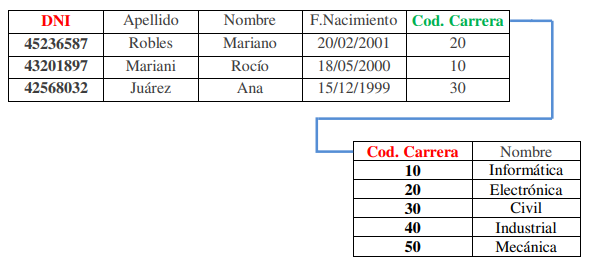 DNI Apellido Nombre F.Nacimiento Cod. Carrera
45236587 Robles Mariano 20/02/2001 20
43201897 Mariani Rocío 18/05/2000 10
42568032 Juárez Ana 15/12/1999 30
Cod. Carrera Nombre
10 Informática
20 Electrónica
30 Civil
40 Industrial
50 Mecánica